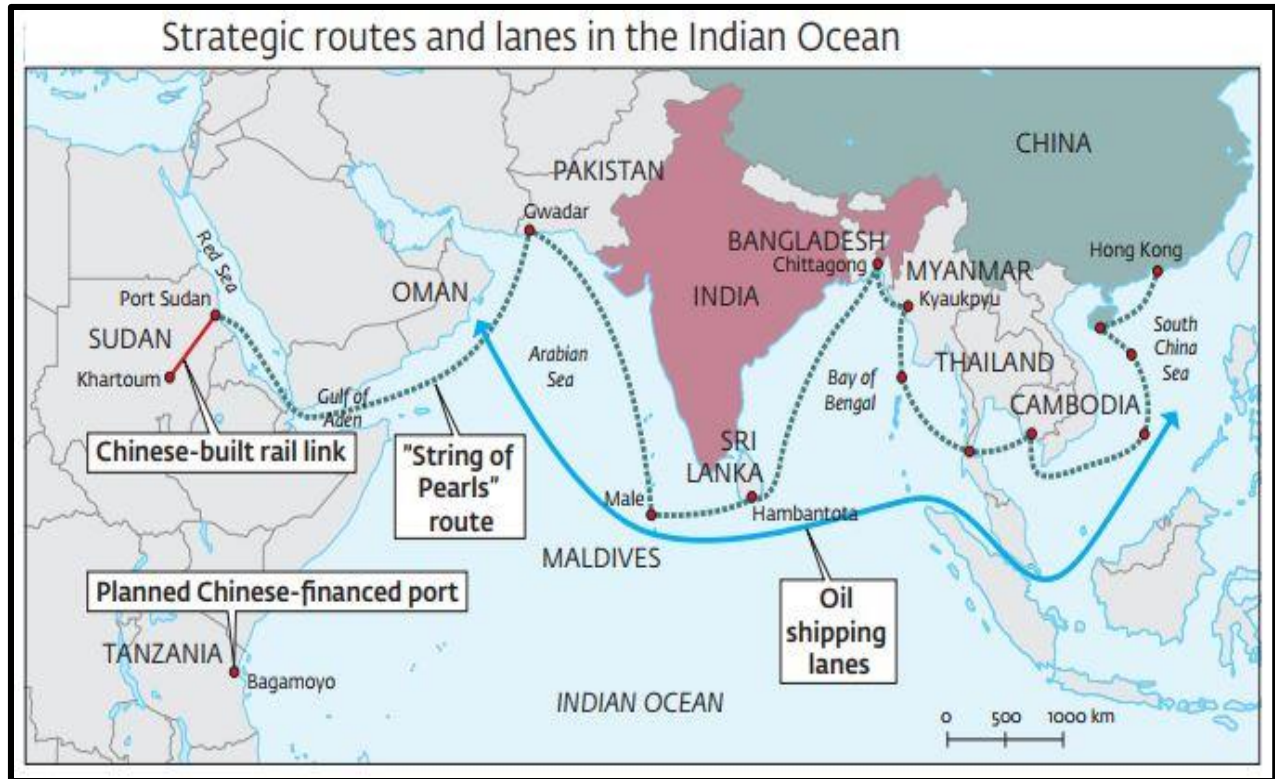 Strategic routes and lanes in the Indian Ocean
CHINA
PAKISTAN
Gwadar
Red Sea
BANGLADESH
Chittagong
Hong Kong
MYANMAR
Kyaukpyu
OMAN
INDIA
Port Sudan
SUDAN
Khartoum
Arabian
Sea
South
China
Sea
THAILAND
Bay of
Bengal
Gulf of
Aden
CAMBODIA
Chinese-built rail link
"String of
Pearls"
route
SRI
LANKA
Male
Hambantota
MALDIVES
Planned Chinese-financed port
Oil
shipping
lanes
TANZANIA
Bagamoyo
INDIAN OCEAN
0 500 1000 km